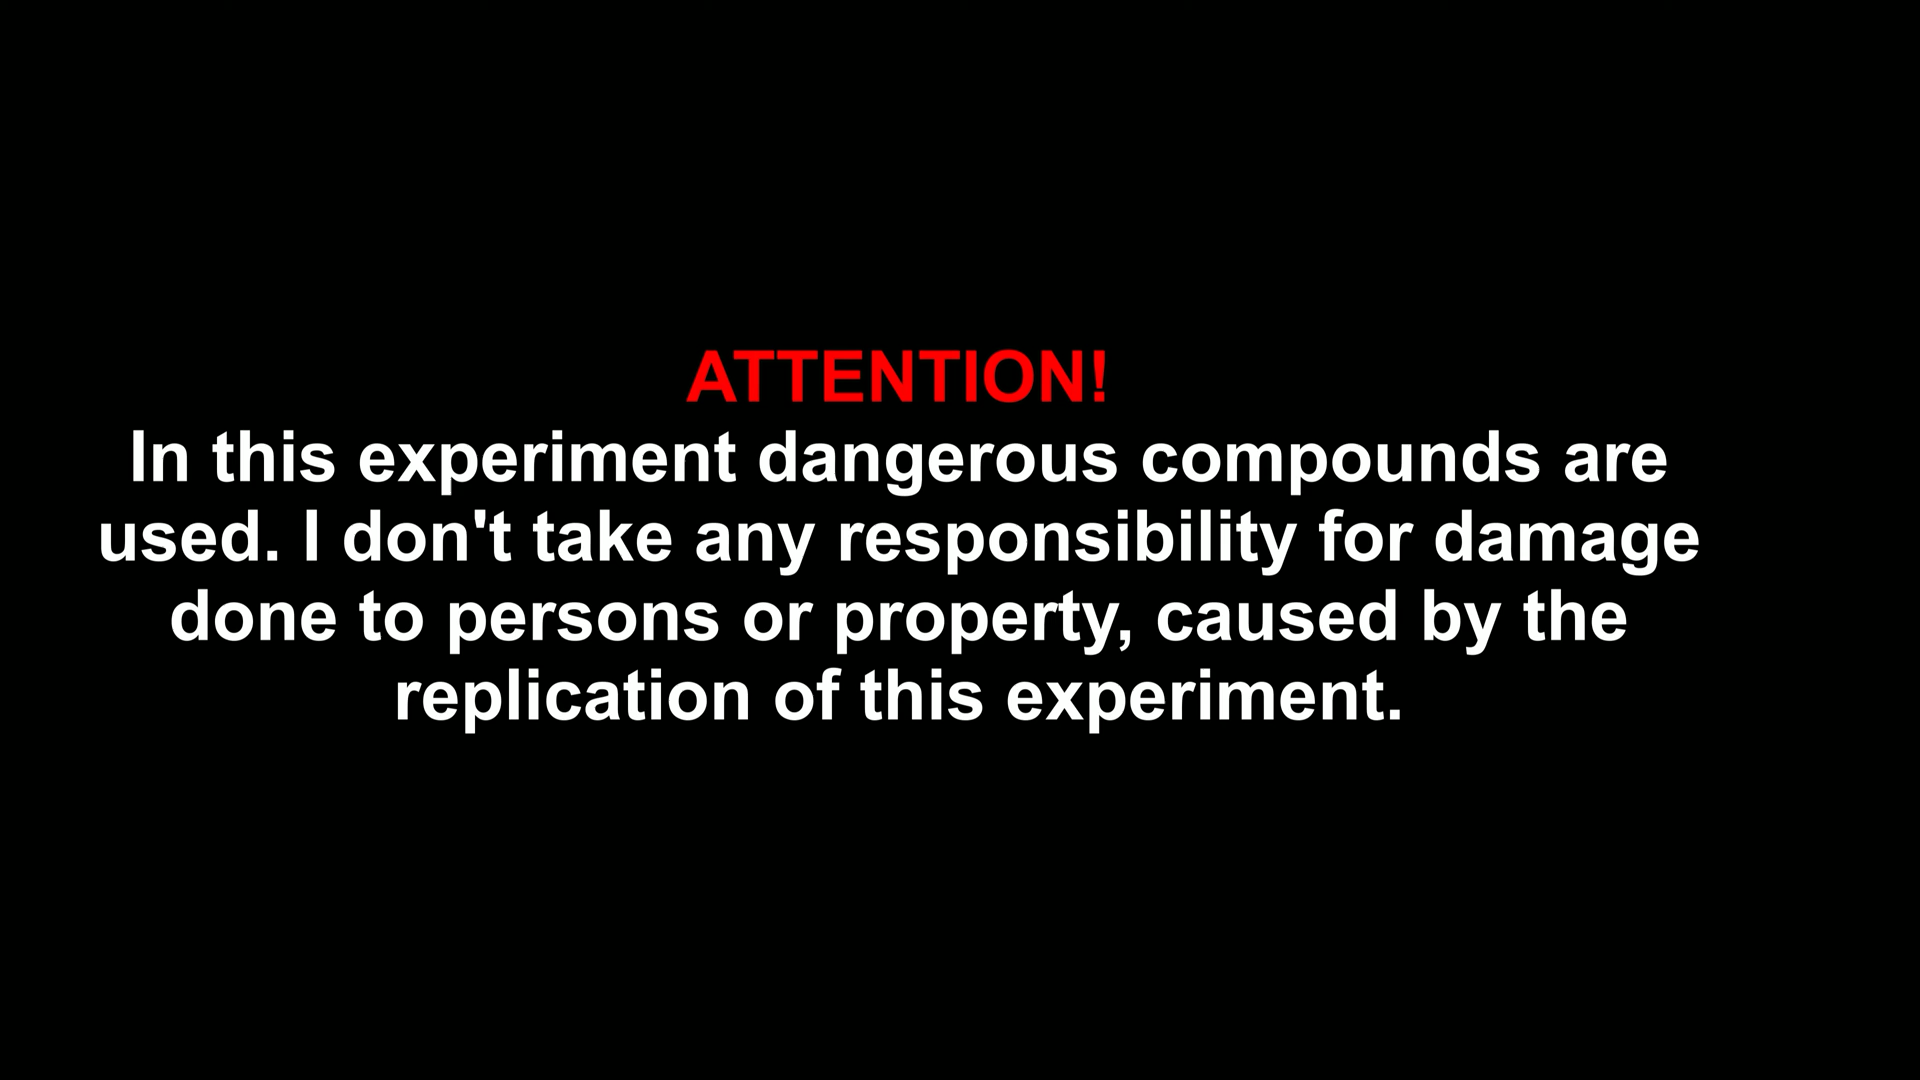 ATTENTION!
In this experiment dangerous compounds are
used. I don't take any responsibility for damage
done to persons or property, caused by the
replication of this experiment.